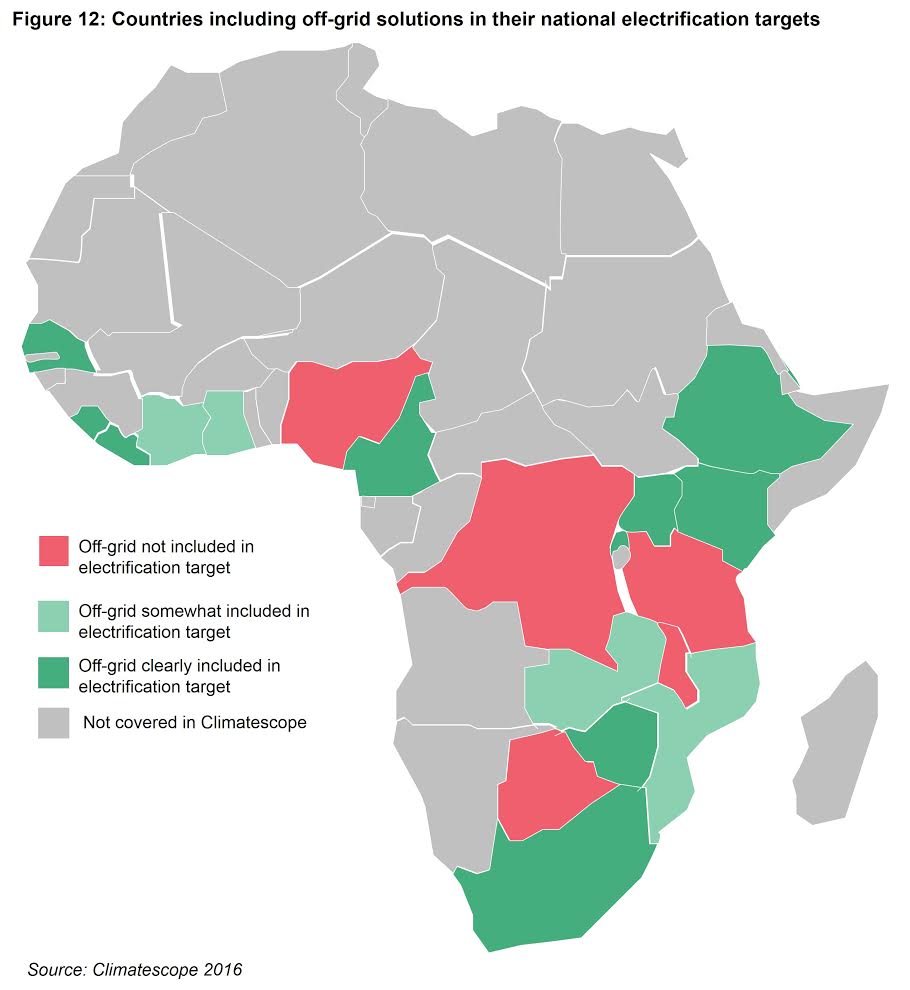 Figure 12: Countries including off-grid solutions in their national electrification targets
Off-grid not included in
electrification target
Off-grid somewhat included in
electrification target
Off-grid clearly included in
electrification target
Not covered in Climatescope
Source: Climatescope 2016